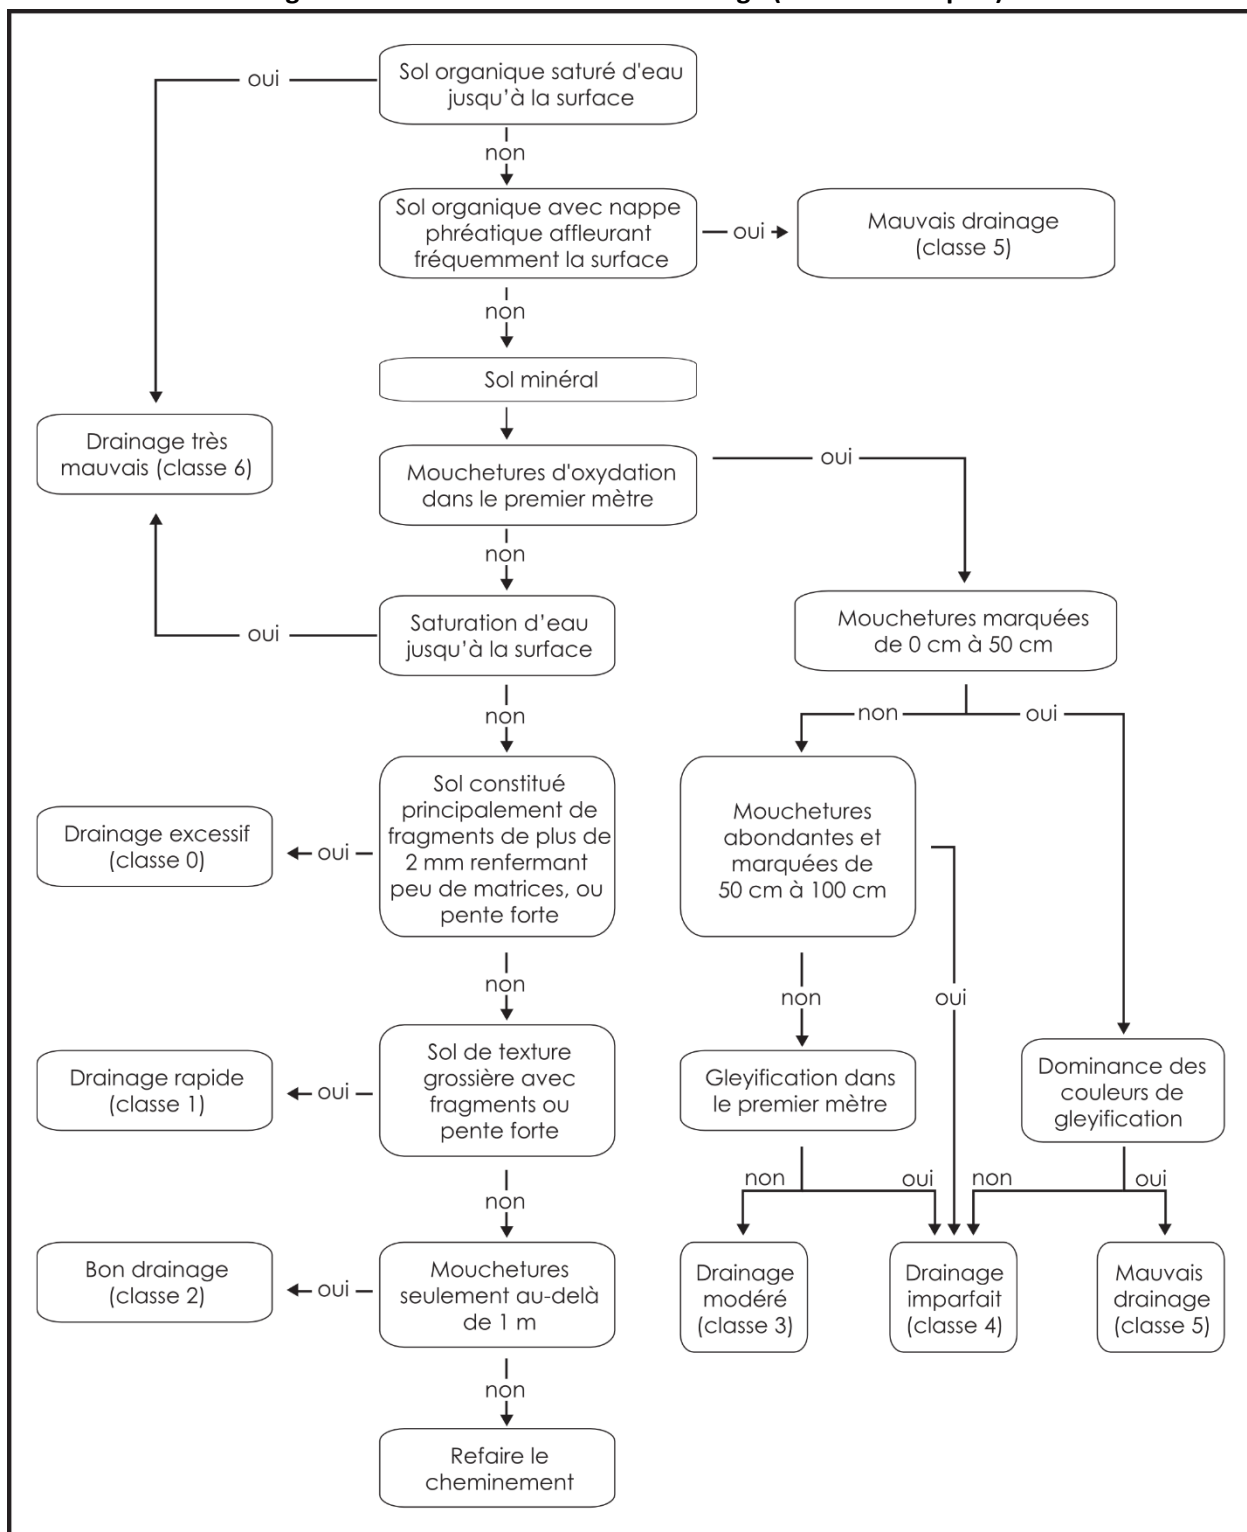 Sol organique saturé d'eau
jusqu'à la surface
oui
non
Sol organique avec nappe
phréatique affleurant
fréquemment la surface
oui
Mauvais drainage
(classe 5)
non
Sol minéral
Drainage très
mauvais (classe 6)
Mouchetures d'oxydation
dans le premier mètre
oui
non
Saturation d'eau
jusqu'à la surface
oui
Mouchetures marquées
de 0 cm à 50 cm
non
non
oui
Sol constitué
principalement de
fragments de plus de
2 mm renfermant
peu de matrices, ou
pente forte
oui
Drainage excessif
(classe 0)
Mouchetures
abondantes et
marquées de
50 cm à 100 cm
non
non
oui
Sol de texture
grossière avec
fragments ou
pente forte
oui
Drainage rapide
(classe 1)
Gleyification dans
le premier mètre
Dominance des
couleurs de
gleyification
non
non
oui
non
oui
Mouchetures
seulement au-delà
de 1 m
oui
Bon drainage
(classe 2)
Drainage
modéré
(classe 3)
Drainage
imparfait
(classe 4)
Mauvais
drainage
(classe 5)
non
Refaire le
cheminement